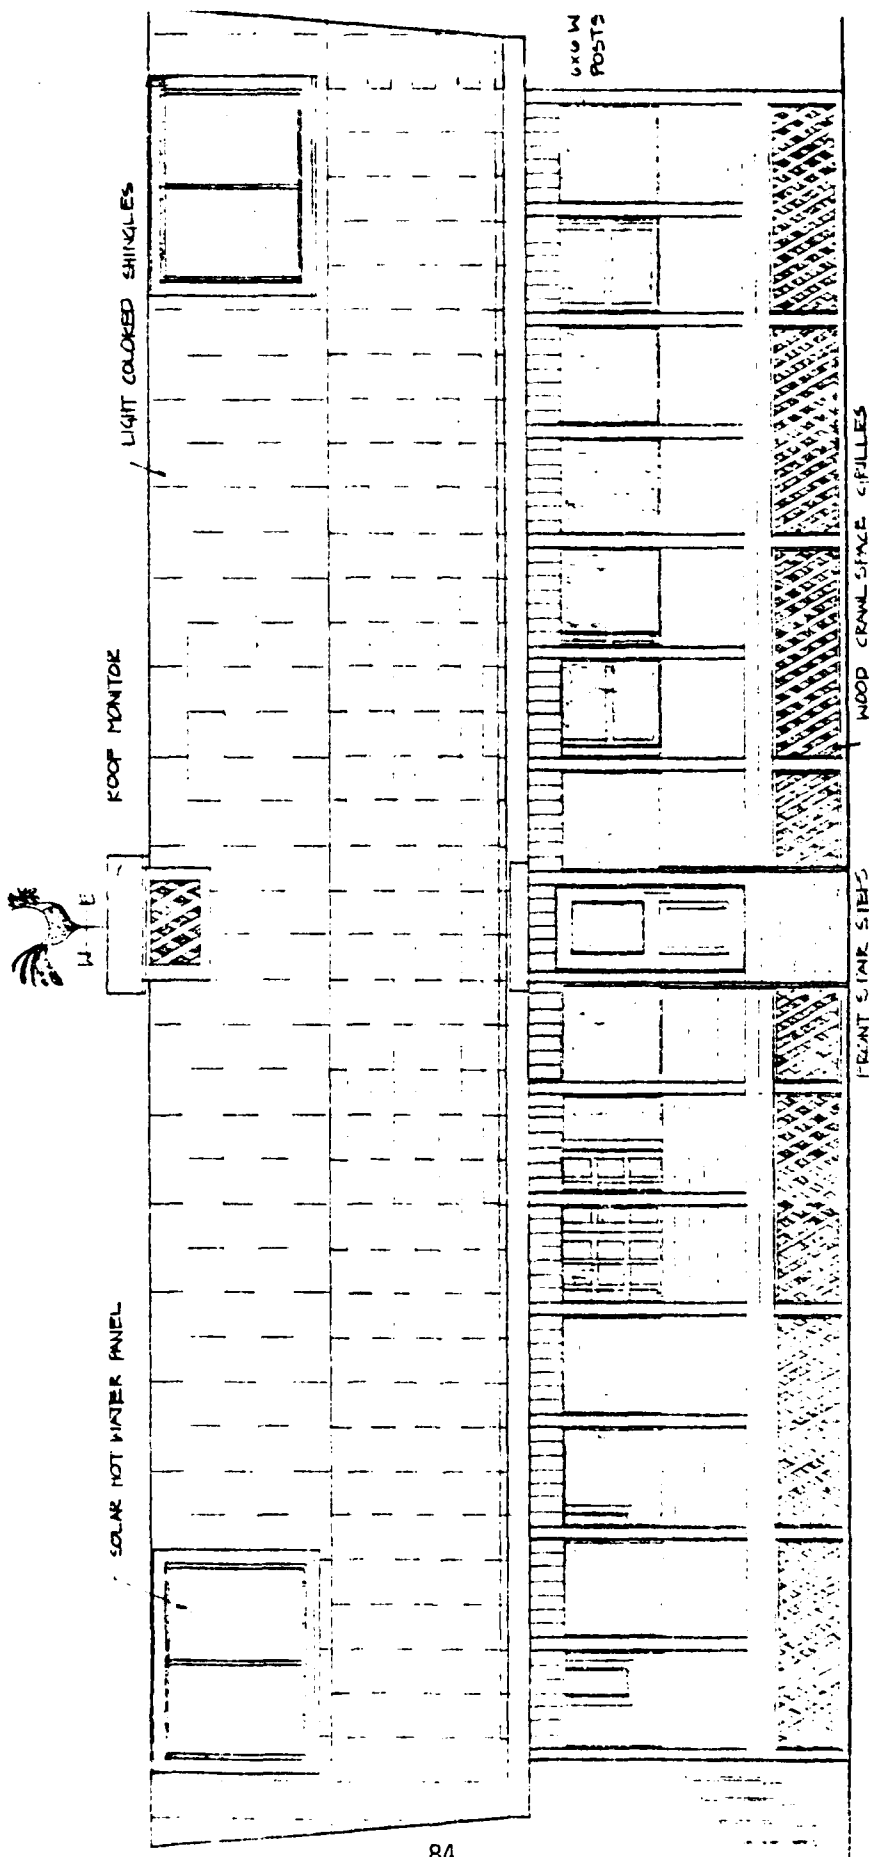 SOLAR HOT WATER PANEL
W E
ROOF MONITOR
LIGHT COLORED SHINGLES
6X6 W
POSTS
FRONT STAIR STEPS
WOOD CRAWL SPACE GRILLES
84